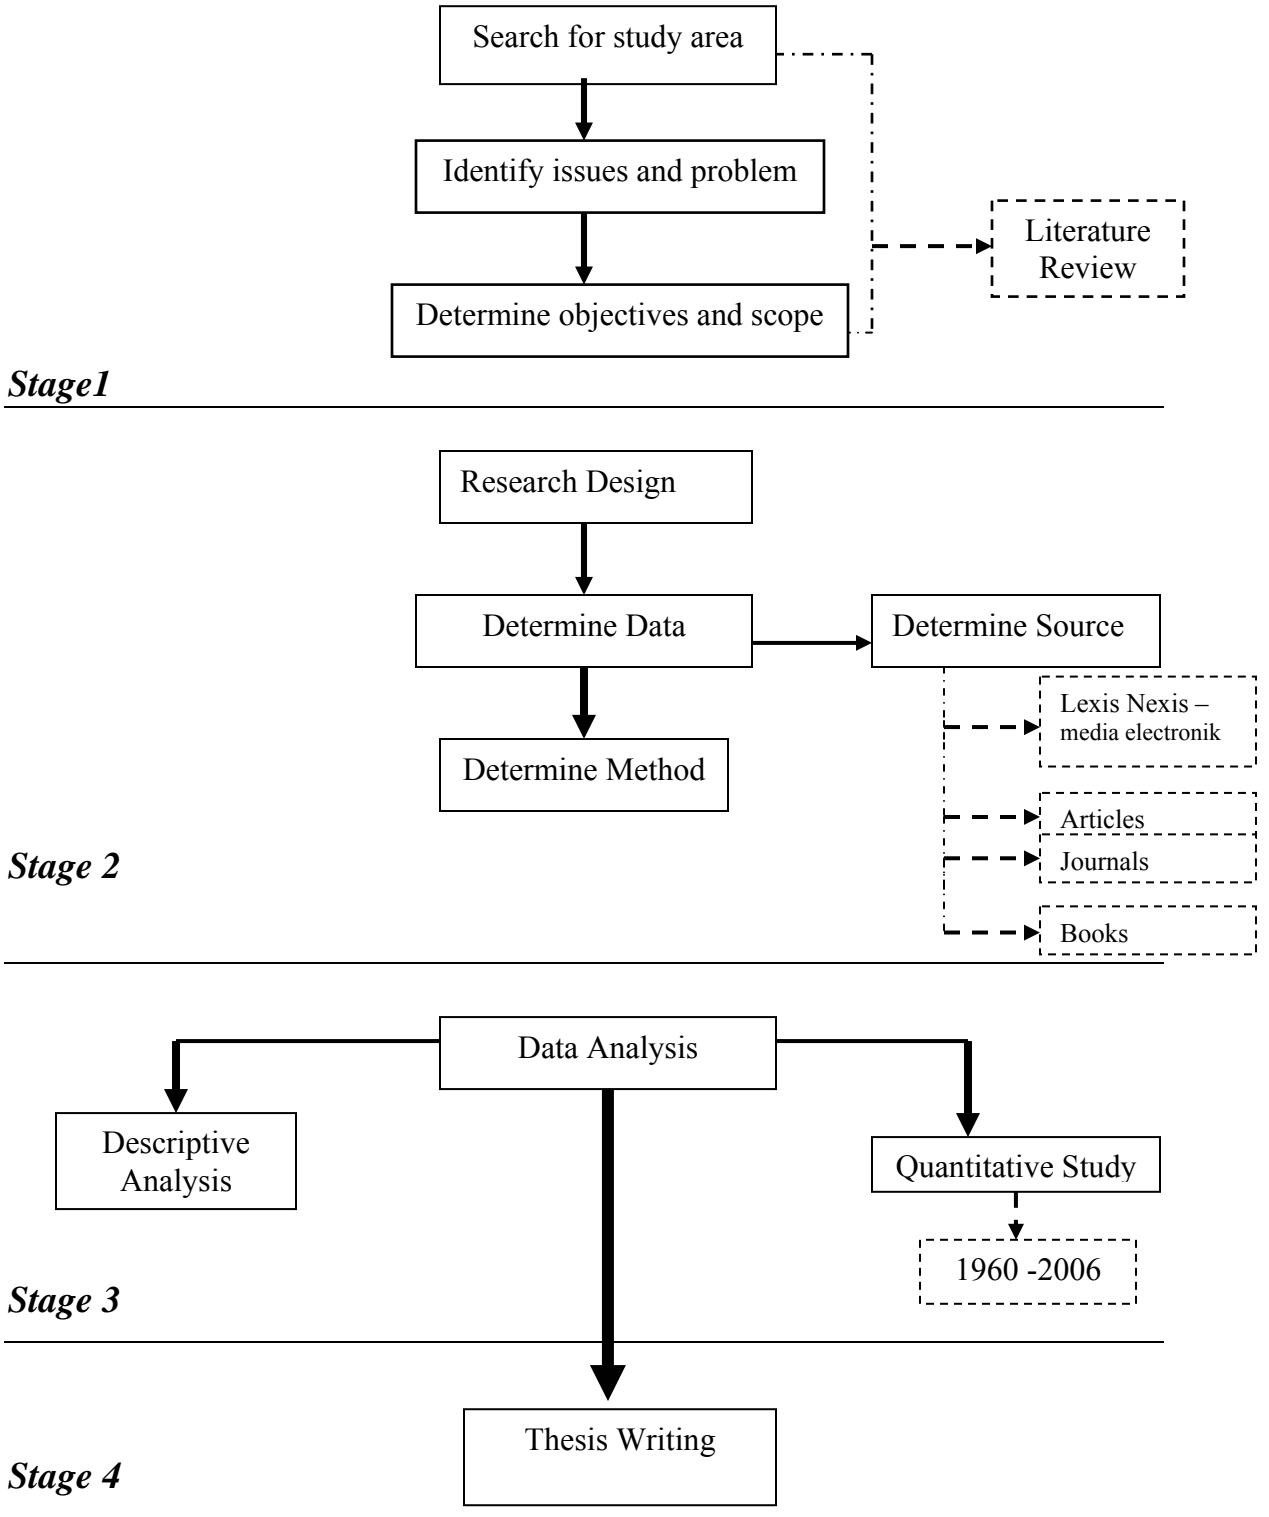 Search for study area
Identify issues and problem
Literature
Review
Determine objectives and scope
Stage1
Research Design
Determine Data
Determine Source
Lexis Nexis –
media electronik
Determine Method
Articles
Journals
Stage 2
Books
Data Analysis
Descriptive
Analysis
Quantitative Study
1960 -2006
Stage 3
Thesis Writing
Stage 4